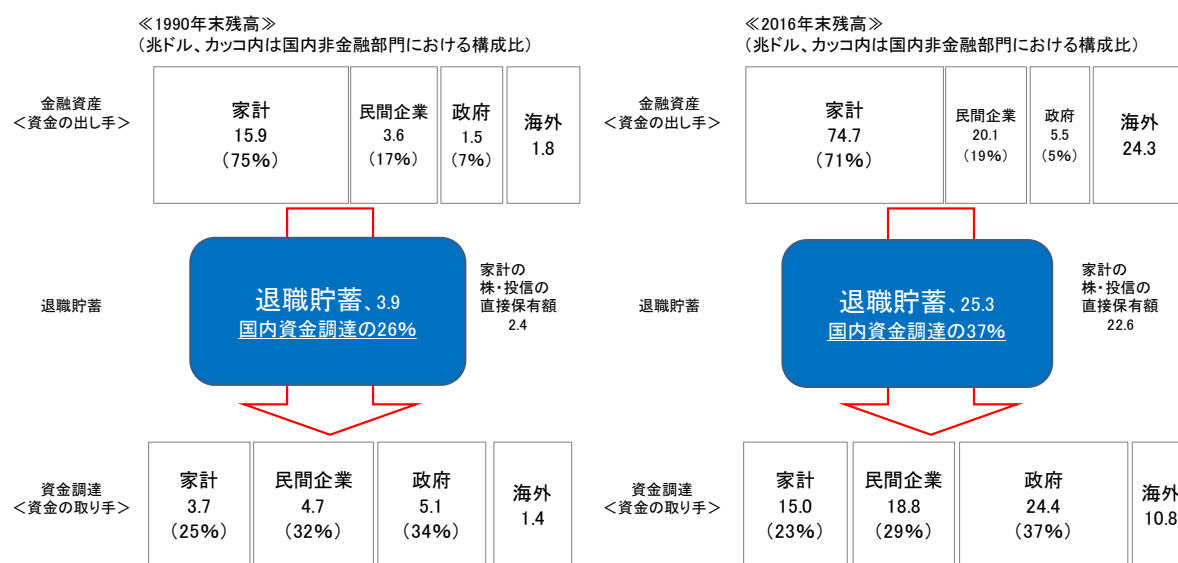 ≪1990年末残高≫
(兆ドル、カッコ内は国内非金融部門における構成比)
金融資産
<資金の出し手>
家計
15.9
(75%)
民間企業
3.6
(17%)
政府
1.5
(7%)
海外
1.8
退職貯蓄
退職貯蓄、3.9
国内資金調達の26%
家計の
株・投信の
直接保有額
2.4
資金調達
<資金の取り手>
家計
3.7
(25%)
民間企業
4.7
(32%)
政府
5.1
(34%)
海外
1.4
≪2016年末残高≫
(兆ドル、カッコ内は国内非金融部門における構成比)
金融資産
<資金の出し手>
家計
74.7
(71%)
民間企業
20.1
(19%)
政府
5.5
(5%)
海外
24.3
退職貯蓄
退職貯蓄、25.3
国内資金調達の37%
家計の
株・投信の
直接保有額
22.6
資金調達
<資金の取り手>
家計
15.0
(23%)
民間企業
18.8
(29%)
政府
24.4
(37%)
海外
10.8